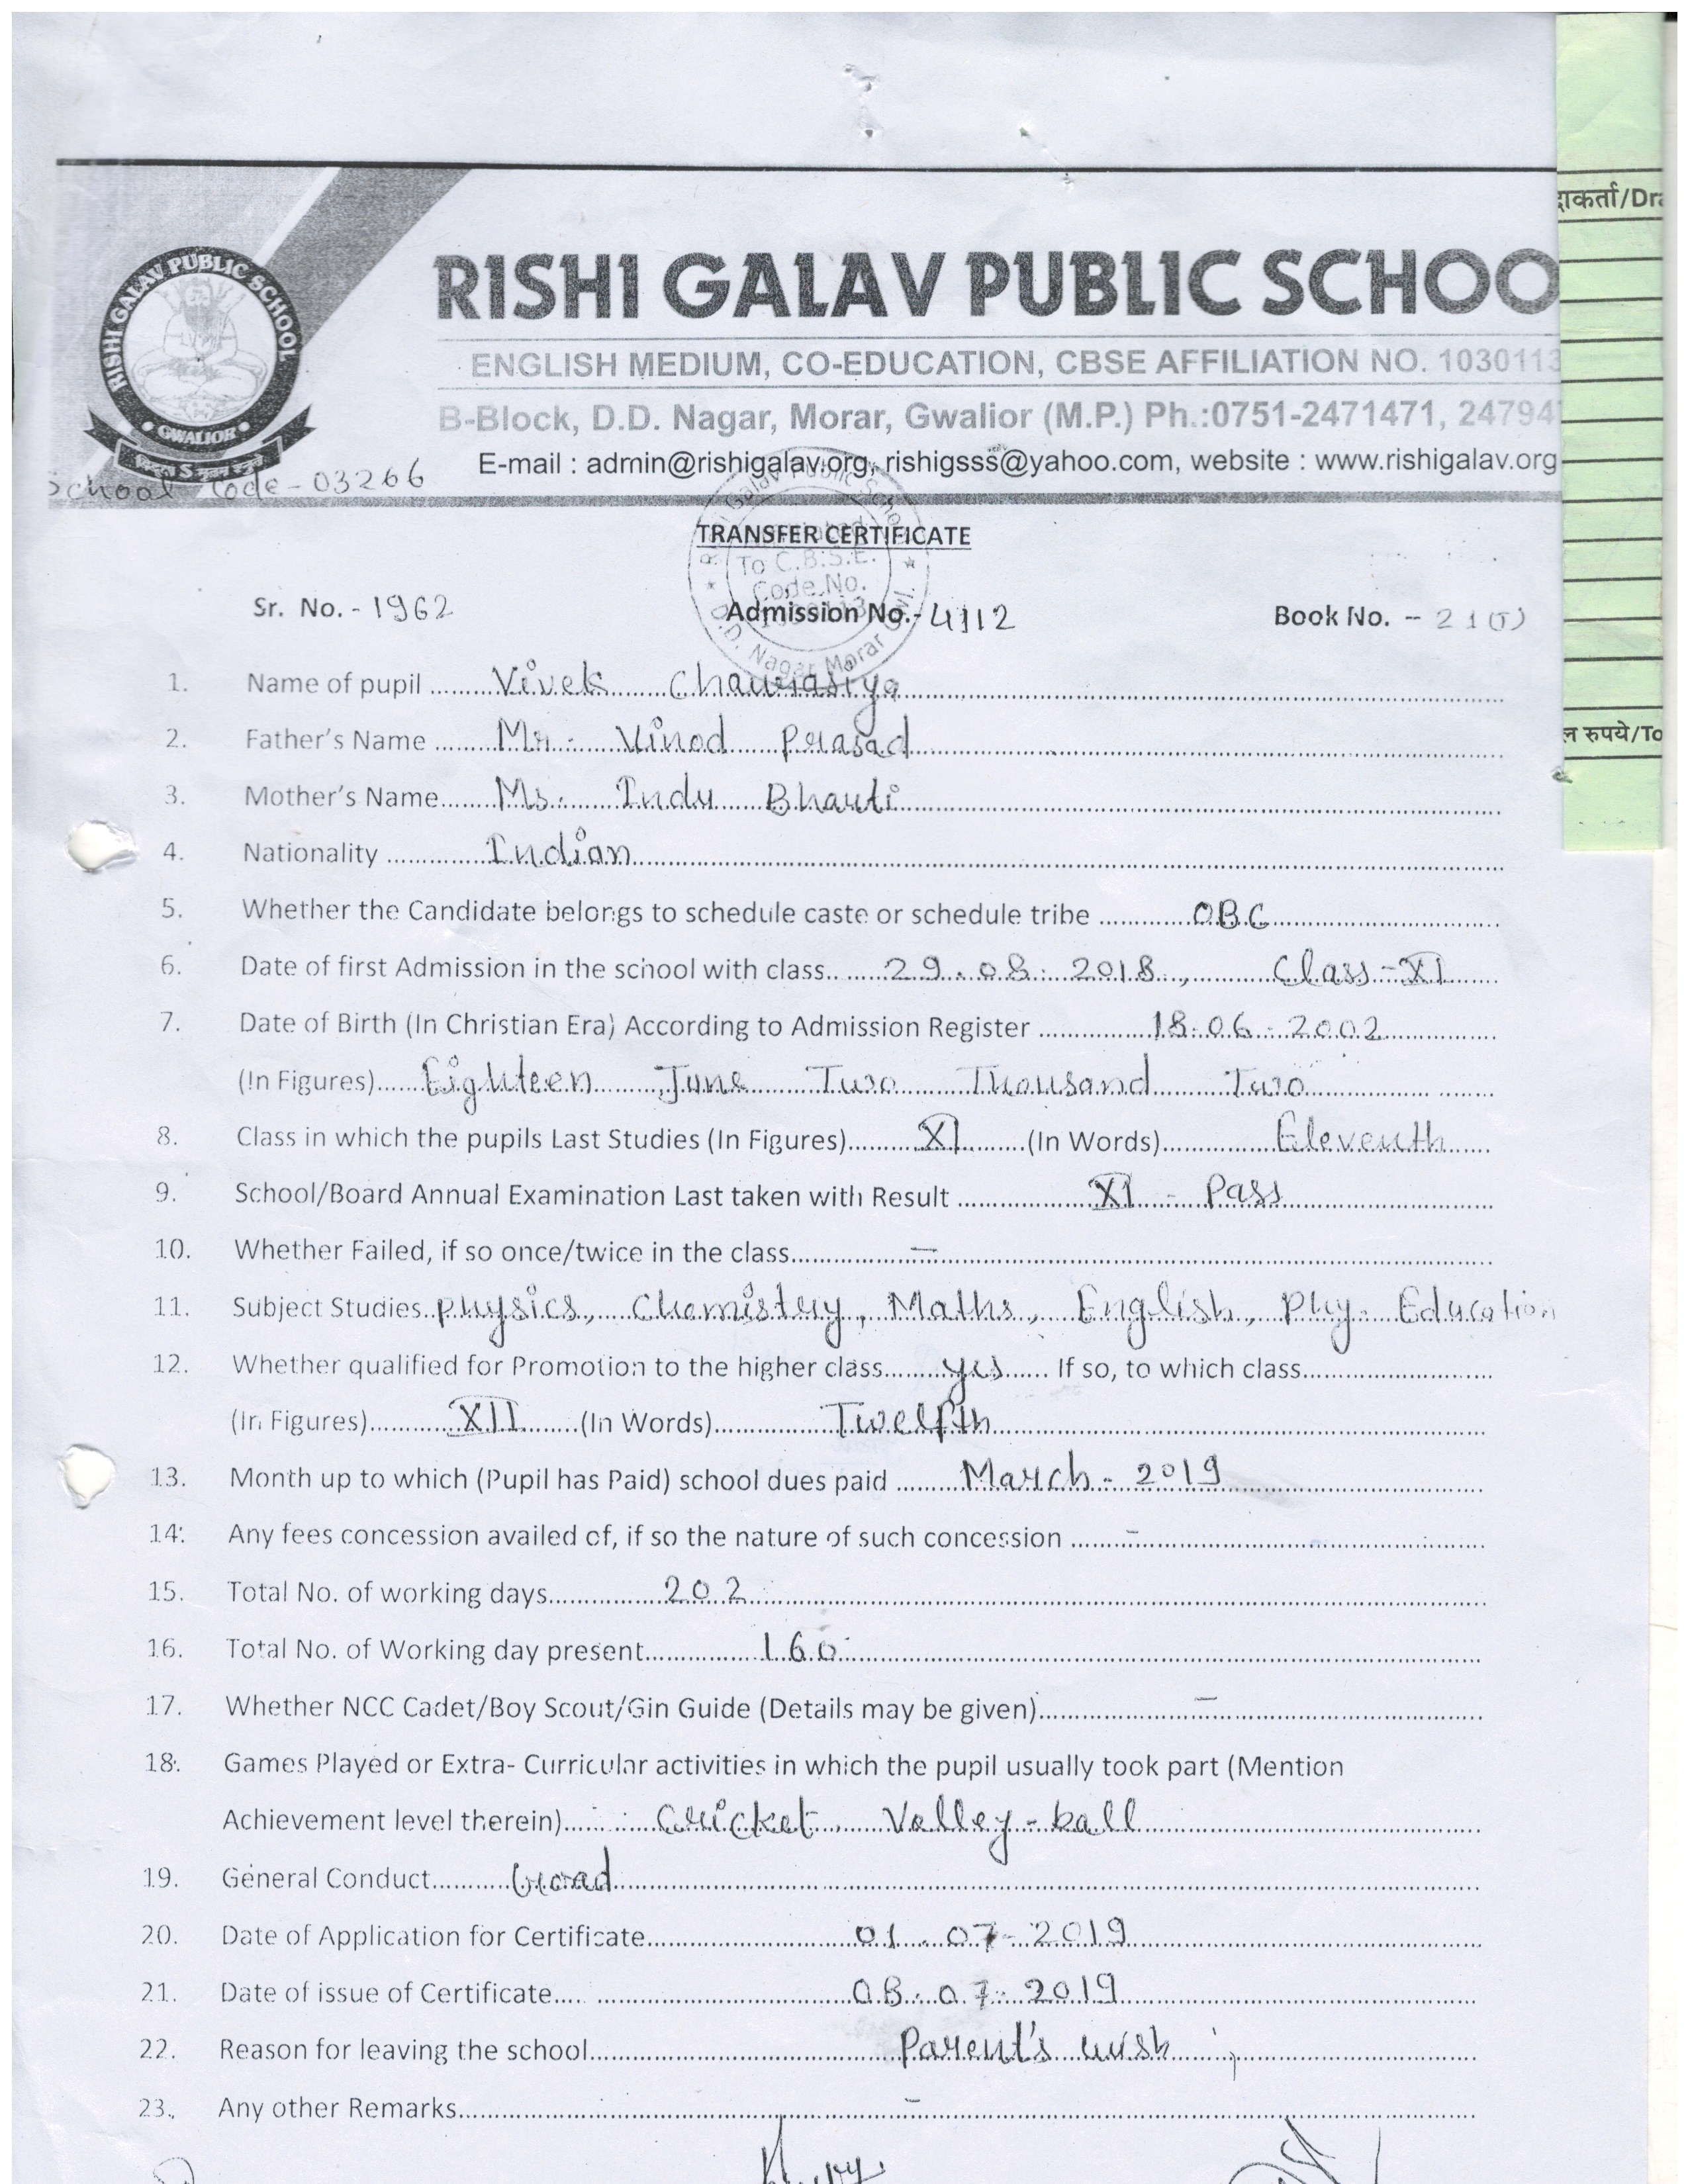 RISHI GALAV PUBLIC SCHOO
RISHI GALAV PUBLIC SCHOOL
• GWALIOR •
ENGLISH MEDIUM, CO-EDUCATION, CBSE AFFILIATION NO. 1030113
B-Block, D.D. Nagar, Morar, Gwalior (M.P.) Ph.:0751-2471471, 24794
E-mail : admin@rishigalav.org, rishigsss@yahoo.com, website : www.rishigalav.org
School Code - 03266
TRANSFER CERTIFICATE
To C.B.S.E.
Code No.
D.D. Nagar Morar
Sr. No. - 1962 Admission No.- 4112 Book No. -- 21(J)
1. Name of pupil ........ Vivek Chaurasiya
2. Father's Name ........ Mr. Vinod Prasad
3. Mother's Name........ Ms. Indu Bharti
4. Nationality ........ Indian
5. Whether the Candidate belongs to schedule caste or schedule tribe ........ OBC
6. Date of first Admission in the school with class........ 29.08.2018, Class-XI
7. Date of Birth (In Christian Era) According to Admission Register ........ 18-06-2002
(In Figures)...... Eighteen June Two Thousand Two
8. Class in which the pupils Last Studies (In Figures)........ XI ........(In Words)........ Eleventh
9. School/Board Annual Examination Last taken with Result ........ XI - Pass
10. Whether Failed, if so once/twice in the class........ —
11. Subject Studies.. Physics, Chemistry, Maths, English, Phy. Education
12. Whether qualified for Promotion to the higher class........ yes ...... If so, to which class........
(In Figures)........ XII ........(In Words)........ Twelfth
13. Month up to which (Pupil has Paid) school dues paid ........ March - 2019
14. Any fees concession availed of, if so the nature of such concession ........ -
15. Total No. of working days........ 202
16. Total No. of Working day present........ 160
17. Whether NCC Cadet/Boy Scout/Gin Guide (Details may be given)........ —
18. Games Played or Extra- Curricular activities in which the pupil usually took part (Mention
Achievement level therein)........ Cricket, Volley-ball
19. General Conduct........ Good
20. Date of Application for Certificate........ 01.07-2019
21. Date of issue of Certificate........ 08.07.2019
22. Reason for leaving the school........ Parent's wish
23. Any other Remarks........ -
ाकर्ता/Dra
ल रुपये/To